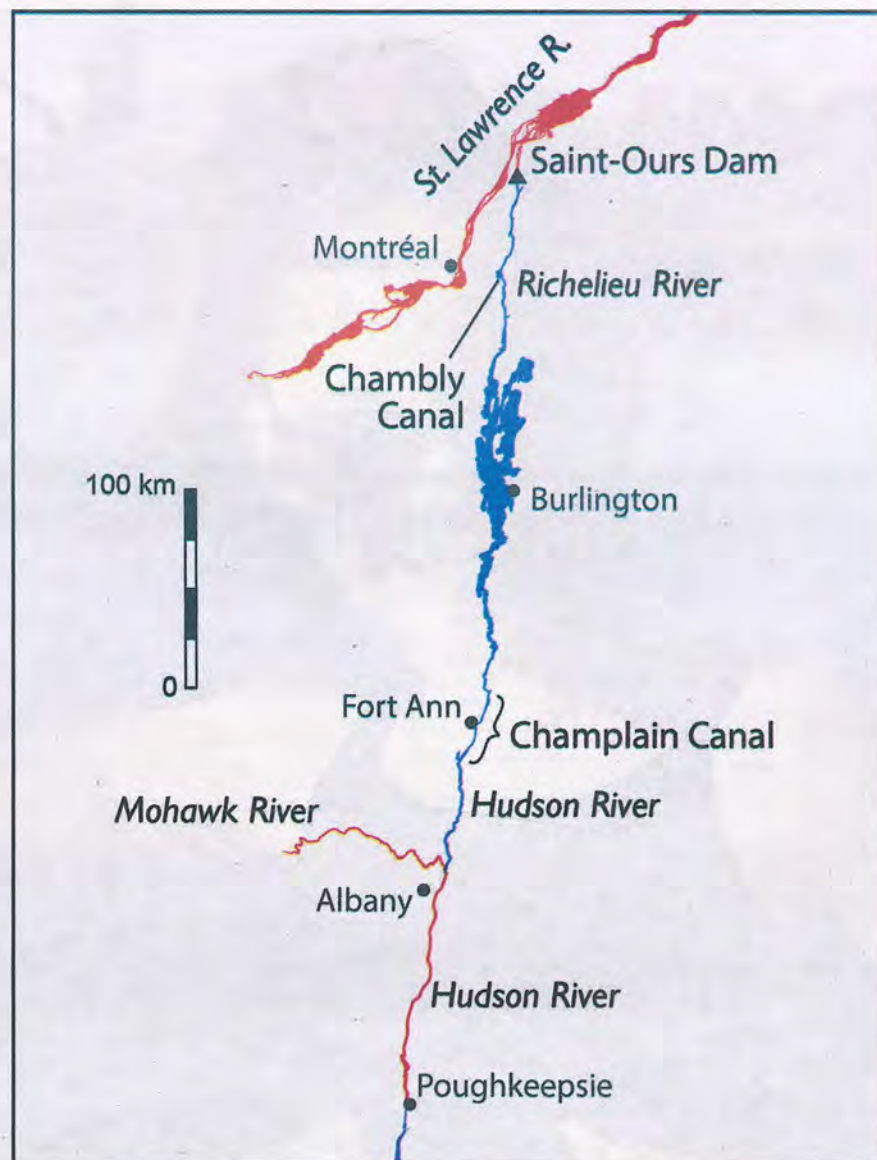 St. Lawrence R.
Saint-Ours Dam
Montréal
Richelieu River
Chambly
Canal
100 km
Burlington
0
Fort Ann
Champlain Canal
Mohawk River
Hudson River
Albany
Hudson River
Poughkeepsie